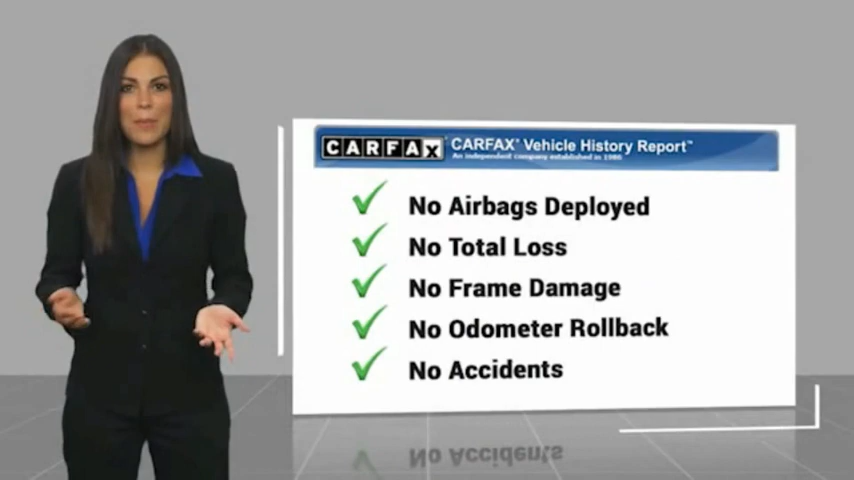 CARFAX CARFAX® Vehicle History Report™
An independent company established in 1986
No Airbags Deployed
No Total Loss
No Frame Damage
No Odometer Rollback
No Accidents
No Accidents